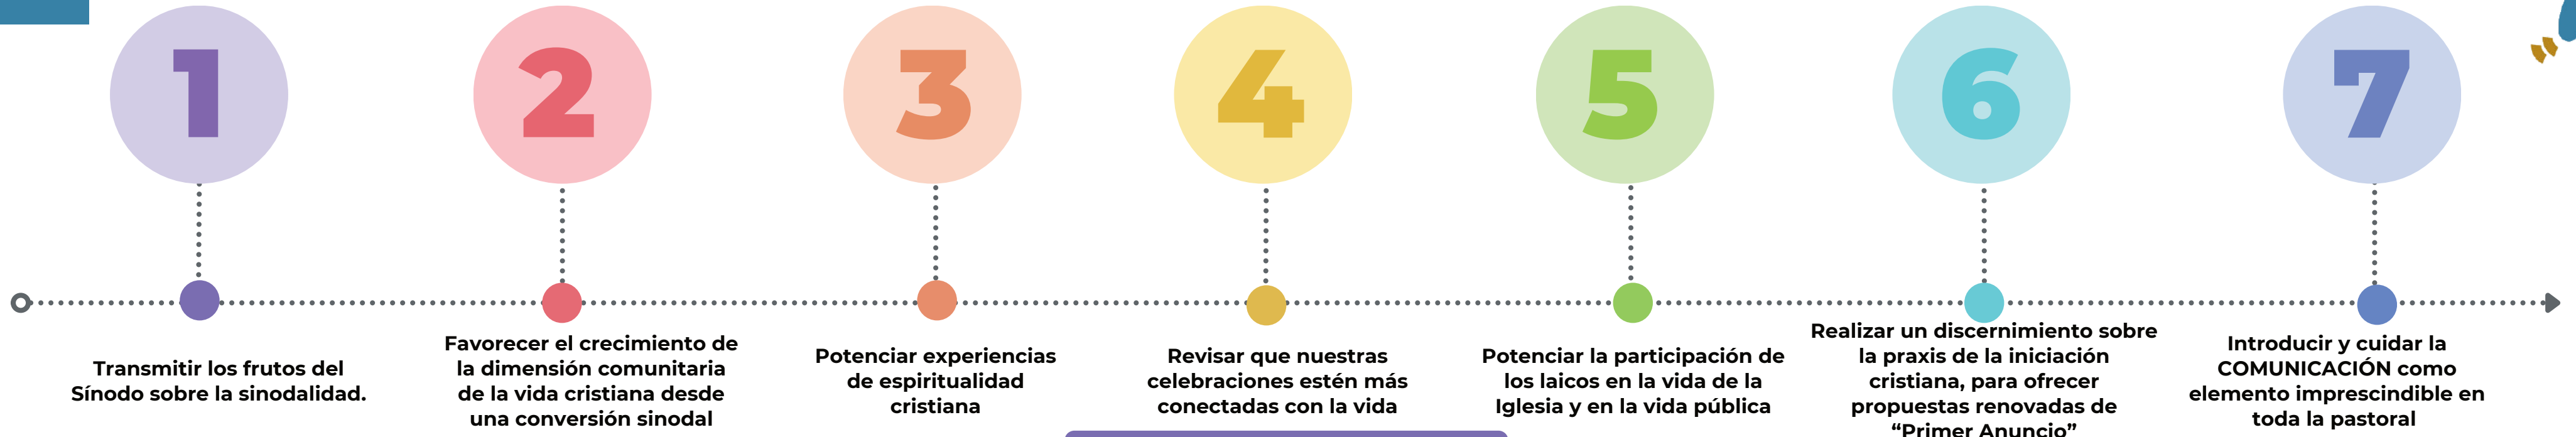 1
2
3
4
5
6
7
Transmitir los frutos del
Sínodo sobre la sinodalidad.
Favorecer el crecimiento de
la dimensión comunitaria
de la vida cristiana desde
una conversión sinodal
Potenciar experiencias
de espiritualidad
cristiana
Revisar que nuestras
celebraciones estén más
conectadas con la vida
Potenciar la participación de
los laicos en la vida de la
Iglesia y en la vida pública
Realizar un discernimiento sobre
la praxis de la iniciación
cristiana, para ofrecer
propuestas renovadas de
“Primer Anuncio”
Introducir y cuidar la
COMUNICACIÓN como
elemento imprescindible en
toda la pastoral